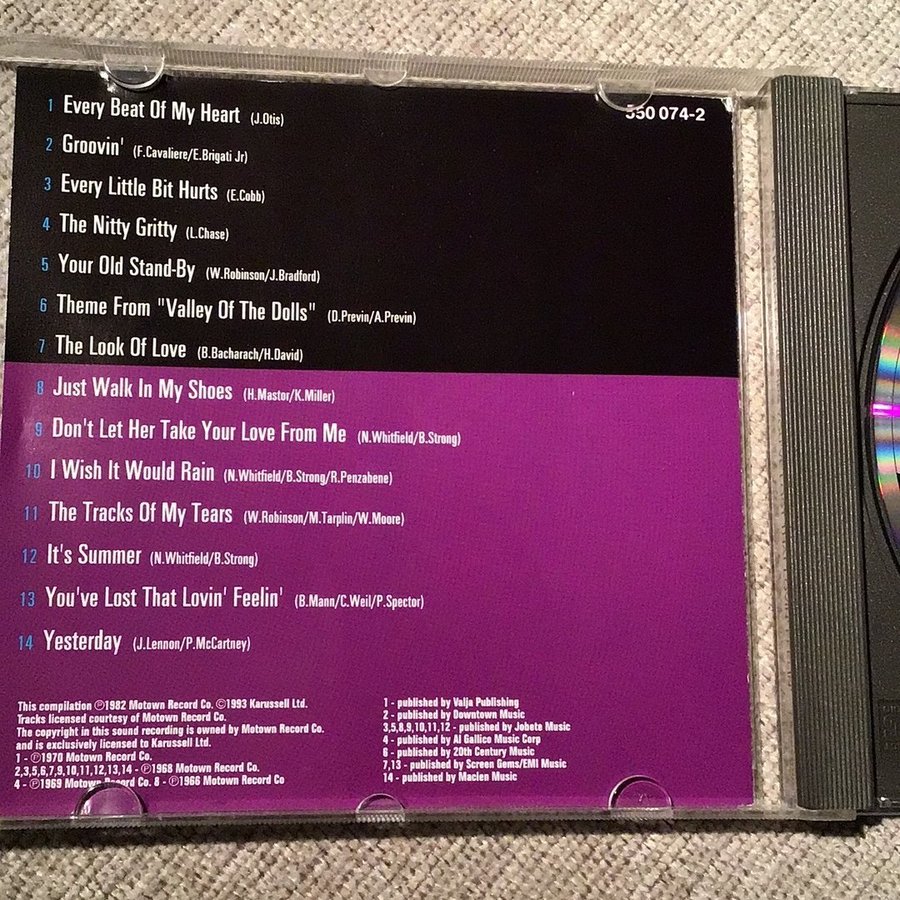 550 074-2
1 Every Beat Of My Heart (J.Otis)
2 Groovin' (F.Cavaliere/E.Brigati Jr)
3 Every Little Bit Hurts (E.Cobb)
4 The Nitty Gritty (L.Chase)
5 Your Old Stand-By (W.Robinson/J.Bradford)
6 Theme From "Valley Of The Dolls" (D.Previn/A.Previn)
7 The Look Of Love (B.Bacharach/H.David)
8 Just Walk In My Shoes (H.Mastor/K.Miller)
9 Don't Let Her Take Your Love From Me (N.Whitfield/B.Strong)
10 I Wish It Would Rain (N.Whitfield/B.Strong/R.Penzabene)
11 The Tracks Of My Tears (W.Robinson/M.Tarplin/W.Moore)
12 It's Summer (N.Whitfield/B.Strong)
13 You've Lost That Lovin' Feelin' (B.Mann/C.Weil/P.Spector)
14 Yesterday (J.Lennon/P.McCartney)
This compilation ℗1982 Motown Record Co. ©1993 Karussell Ltd.
Tracks licensed courtesy of Motown Record Co.
The copyright in this sound recording is owned by Motown Record Co.
and is exclusively licensed to Karussell Ltd.
1 - ℗1970 Motown Record Co.
2,3,5,6,7,9,10,11,12,13,14 - ℗1968 Motown Record Co.
4 - ℗1969 Motown Record Co. 8 - ℗1966 Motown Record Co
1 - published by Valja Publishing
2 - published by Downtown Music
3,5,8,9,10,11,12 - published by Jobete Music
4 - published by Al Gallico Music Corp
6 - published by 20th Century Music
7,13 - published by Screen Gems/EMI Music
14 - published by Maclen Music